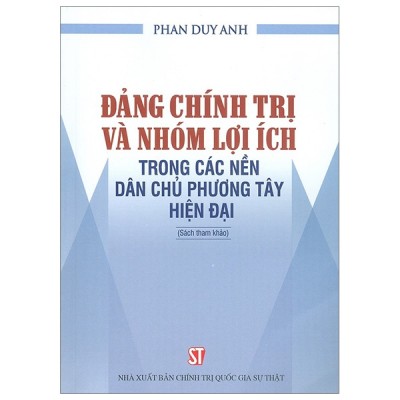 PHAN DUY ANH
ĐẢNG CHÍNH TRỊ
VÀ NHÓM LỢI ÍCH
TRONG CÁC NỀN
DÂN CHỦ PHƯƠNG TÂY
HIỆN ĐẠI
(Sách tham khảo)
ST
NHÀ XUẤT BẢN CHÍNH TRỊ QUỐC GIA SỰ THẬT